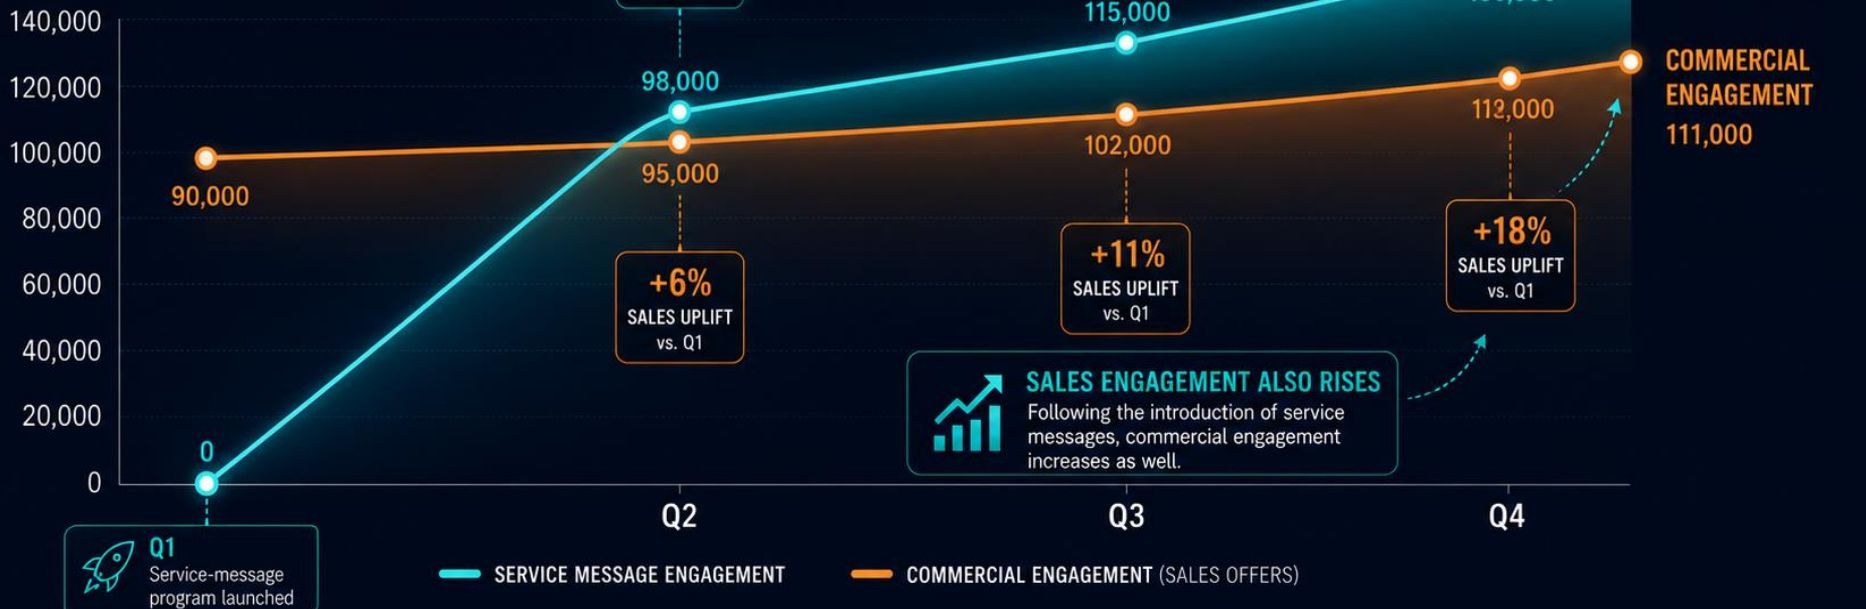 140,000
115,000
COMMERCIAL
ENGAGEMENT
111,000
120,000
98,000
112,000
100,000
102,000
95,000
90,000
80,000
+18%
SALES UPLIFT
vs. Q1
+11%
SALES UPLIFT
vs. Q1
+6%
SALES UPLIFT
vs. Q1
60,000
40,000
SALES ENGAGEMENT ALSO RISES
Following the introduction of service
messages, commercial engagement
increases as well.
20,000
0
0
Q2
Q3
Q4
Q1
Service-message
program launched
SERVICE MESSAGE ENGAGEMENT
COMMERCIAL ENGAGEMENT (SALES OFFERS)